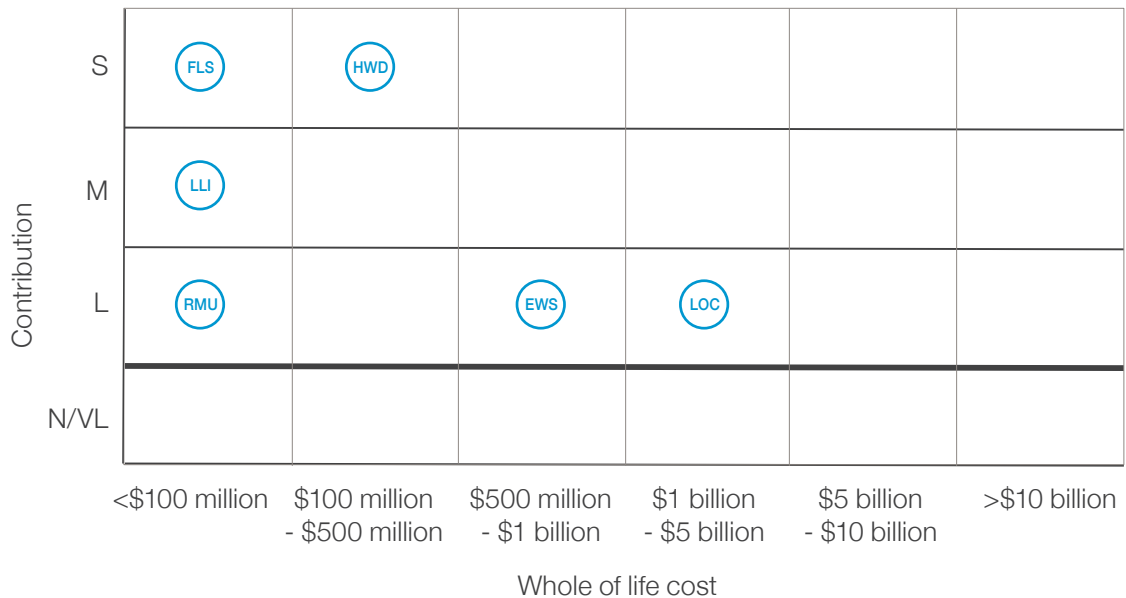 S
FLS
HWD
M
LLI
Contribution
L
RMU
EWS
LOC
N/VL
<$100 million
$100 million
- $500 million
$500 million
- $1 billion
$1 billion
- $5 billion
$5 billion
- $10 billion
>$10 billion
Whole of life cost